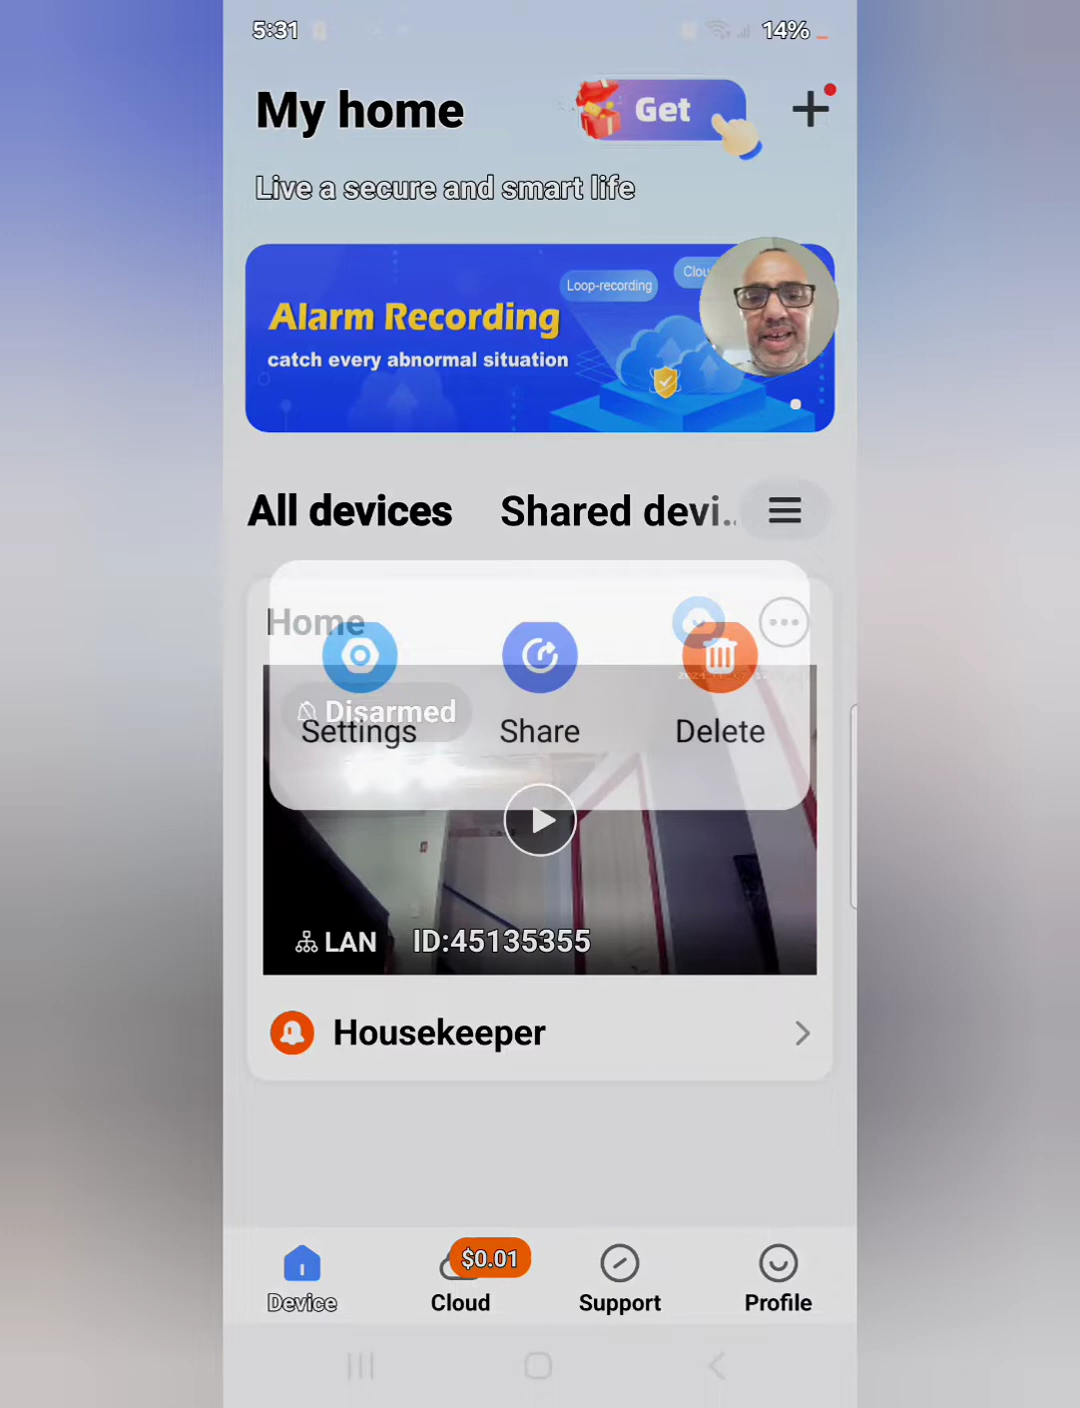 5:31
14%
My home
Get
Live a secure and smart life
Loop-recording
Clou
Alarm Recording
catch every abnormal situation
All devices
Shared devi..
Home
Disarmed
Settings
Share
Delete
LAN
ID:45135355
Housekeeper
$0.01
Device
Cloud
Support
Profile